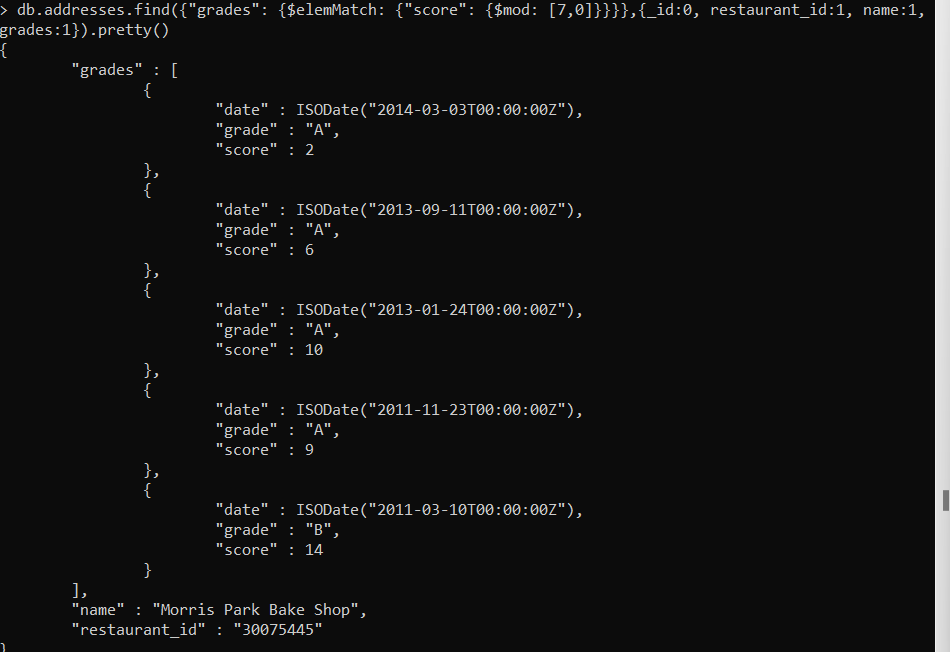 > db.addresses.find({"grades": {$elemMatch: {"score": {$mod: [7,0]}}}},{_id:0, restaurant_id:1, name:1,
grades:1}).pretty()
{
"grades" : [
{
"date" : ISODate("2014-03-03T00:00:00Z"),
"grade" : "A",
"score" : 2
},
{
"date" : ISODate("2013-09-11T00:00:00Z"),
"grade" : "A",
"score" : 6
},
{
"date" : ISODate("2013-01-24T00:00:00Z"),
"grade" : "A",
"score" : 10
},
{
"date" : ISODate("2011-11-23T00:00:00Z"),
"grade" : "A",
"score" : 9
},
{
"date" : ISODate("2011-03-10T00:00:00Z"),
"grade" : "B",
"score" : 14
}
],
"name" : "Morris Park Bake Shop",
"restaurant_id" : "30075445"
}